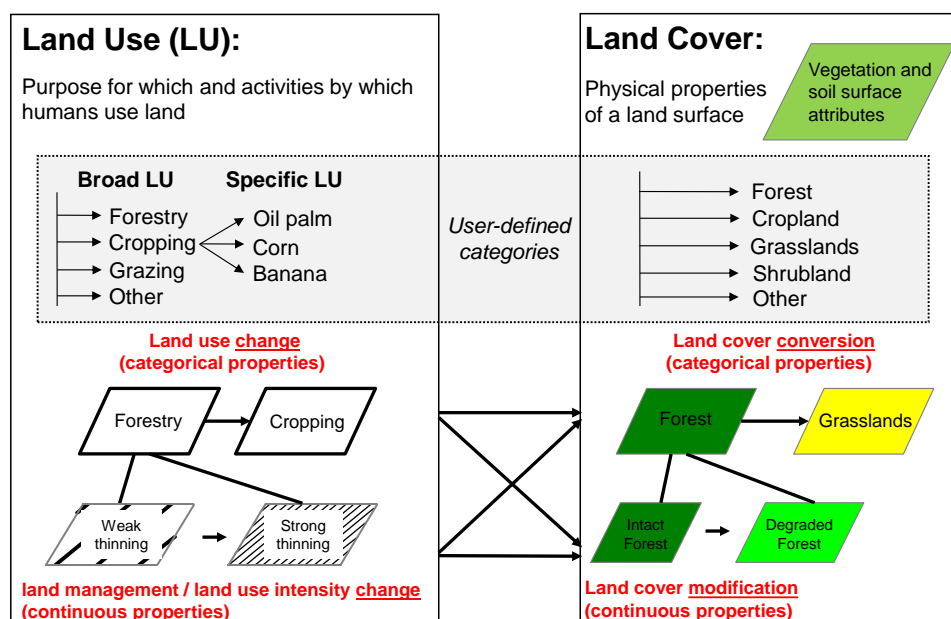 Land Use (LU):
Purpose for which and activities by which
humans use land
Broad LU
Specific LU
Forestry
Cropping
Grazing
Other
Oil palm
Corn
Banana
Land use change
(categorical properties)
Forestry
Cropping
Weak
thinning
Strong
thinning
land management / land use intensity change
(continuous properties)
User-defined
categories
Land Cover:
Physical properties
of a land surface
Vegetation and
soil surface
attributes
Forest
Cropland
Grasslands
Shrubland
Other
Land cover conversion
(categorical properties)
Forest
Grasslands
Intact
Forest
Degraded
Forest
Land cover modification
(continuous properties)